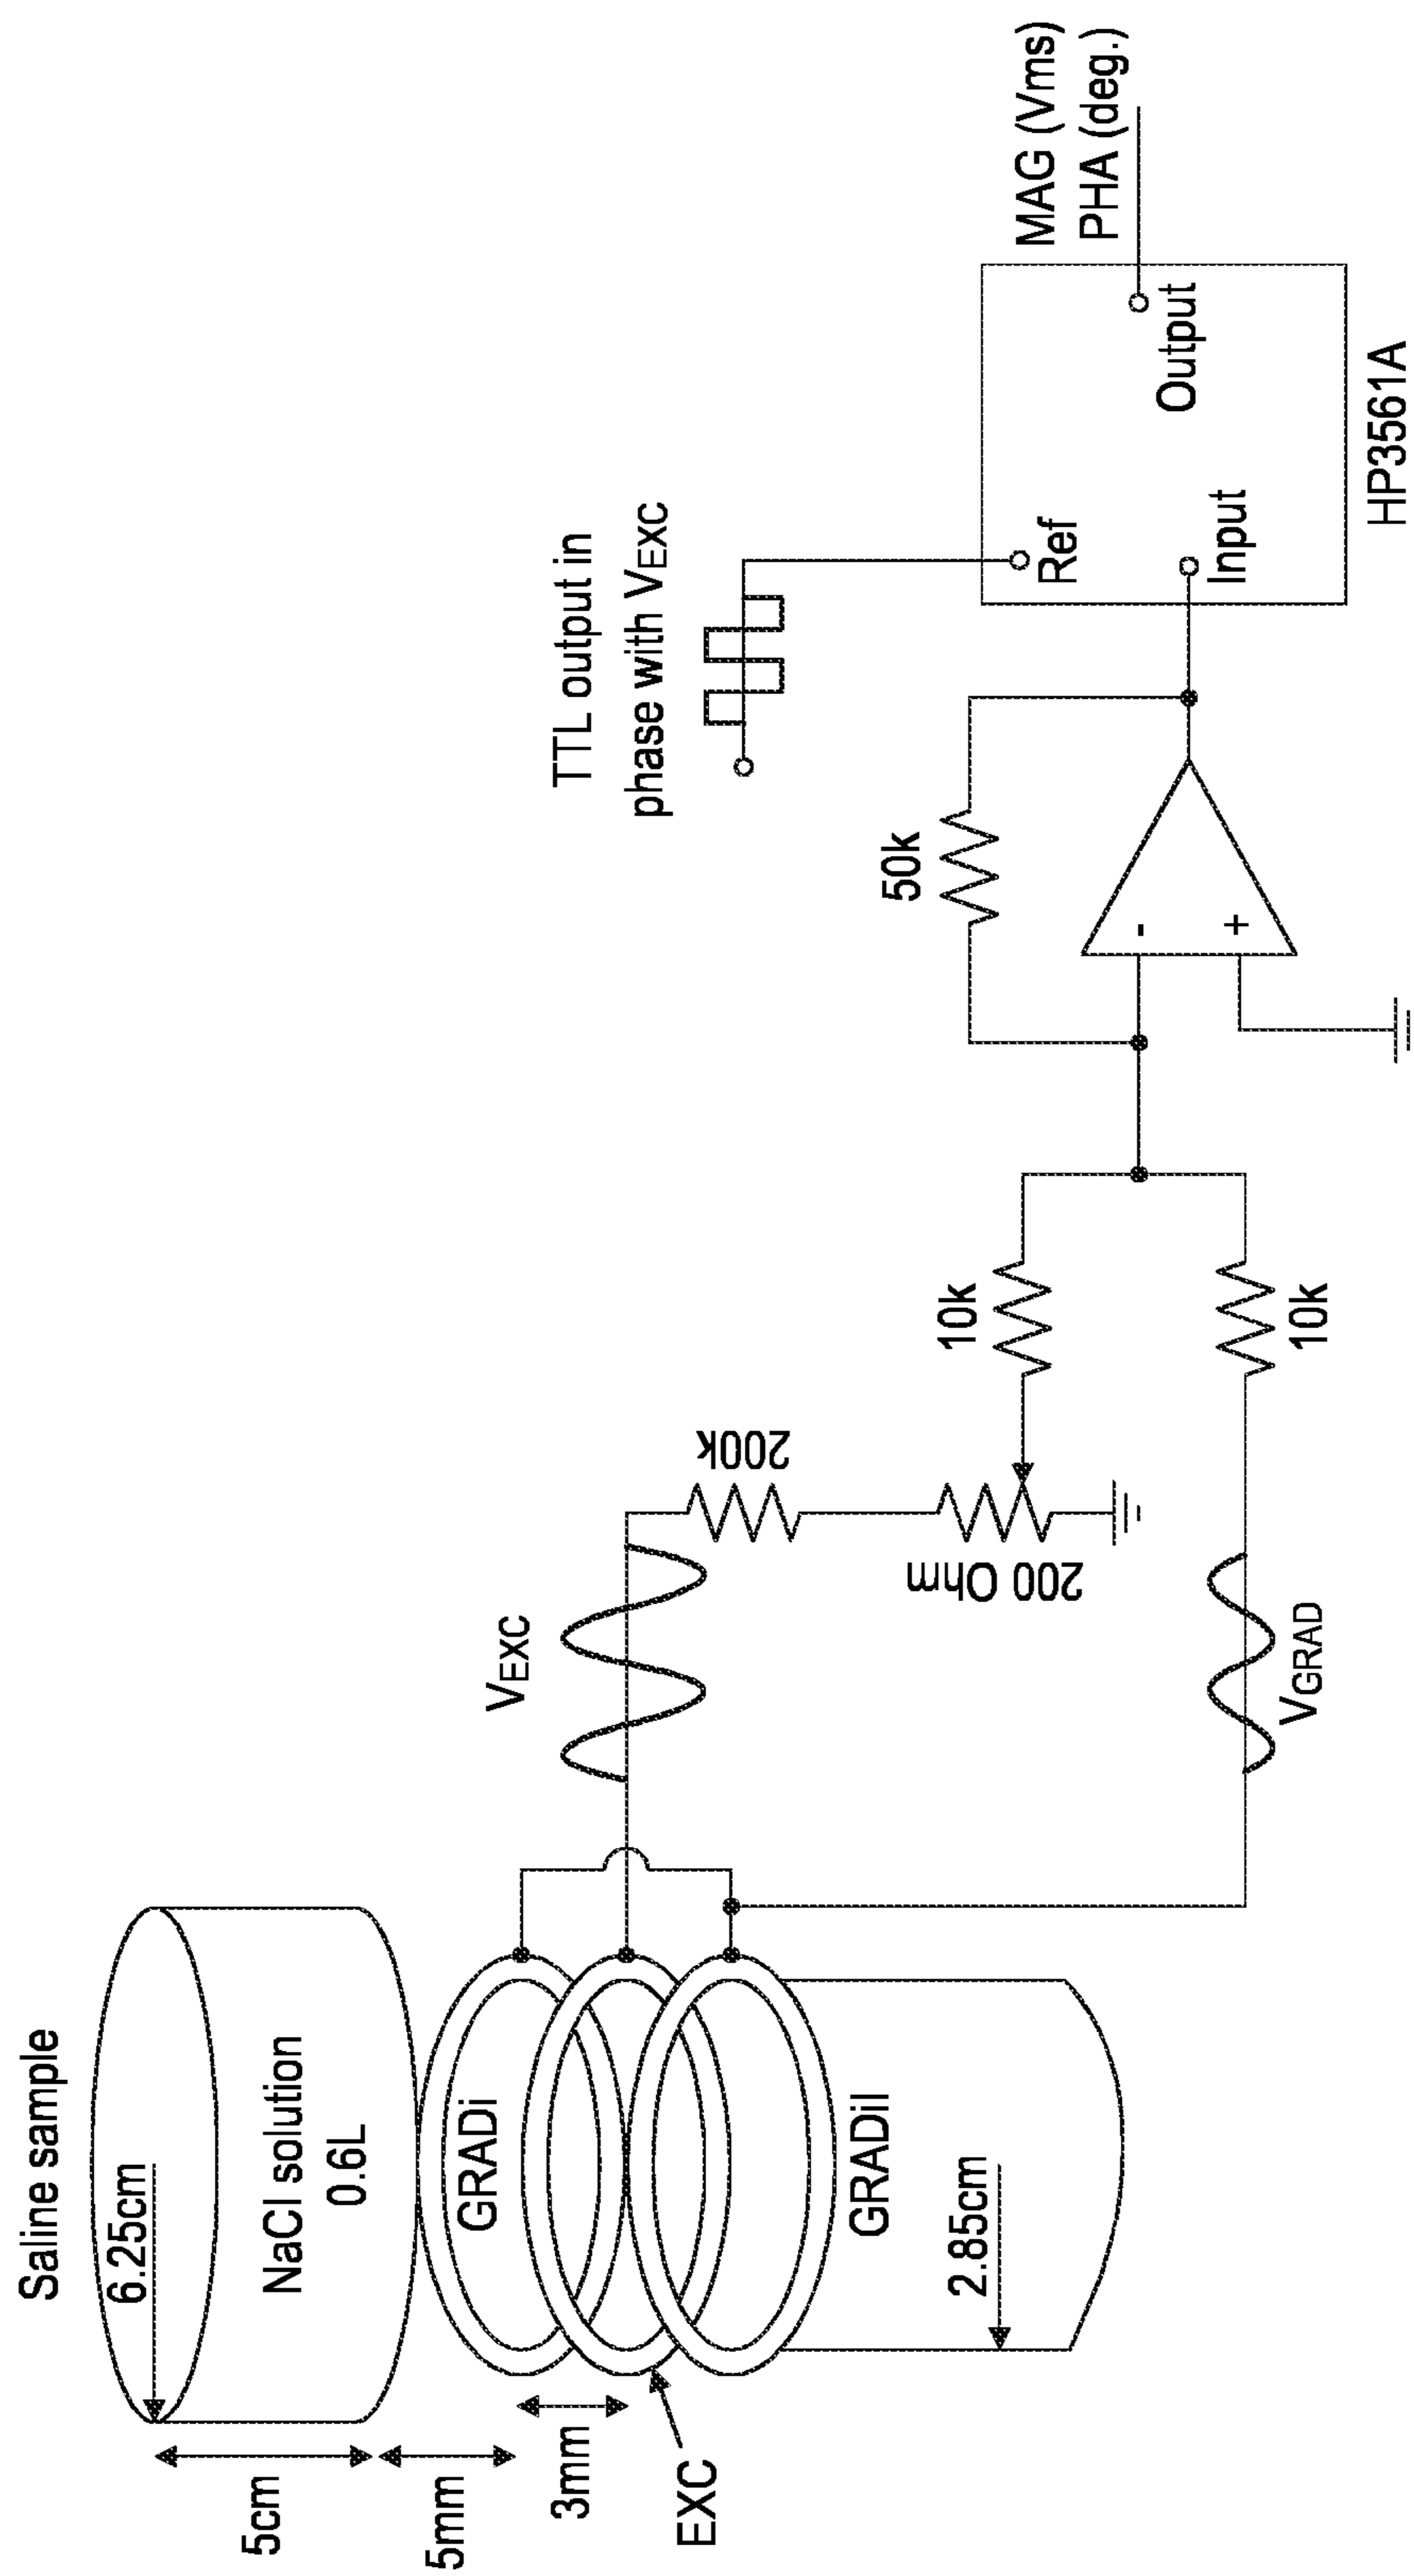 Saline sample
6.25cm
NaCl solution
0.6L
5cm
5mm
3mm
GRADi
EXC
GRADiI
2.85cm
VEXC
200k
200 Ohm
VGRAD
10k
10k
50k
-
+
TTL output in
phase with VEXC
Ref
Input
Output
HP3561A
MAG (Vms)
PHA (deg.)